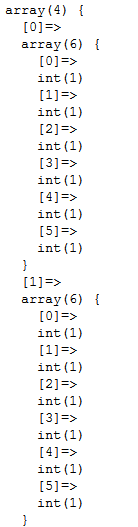 array(4) {
  [0]=>
  array(6) {
    [0]=>
    int(1)
    [1]=>
    int(1)
    [2]=>
    int(1)
    [3]=>
    int(1)
    [4]=>
    int(1)
    [5]=>
    int(1)
  }
  [1]=>
  array(6) {
    [0]=>
    int(1)
    [1]=>
    int(1)
    [2]=>
    int(1)
    [3]=>
    int(1)
    [4]=>
    int(1)
    [5]=>
    int(1)
  }